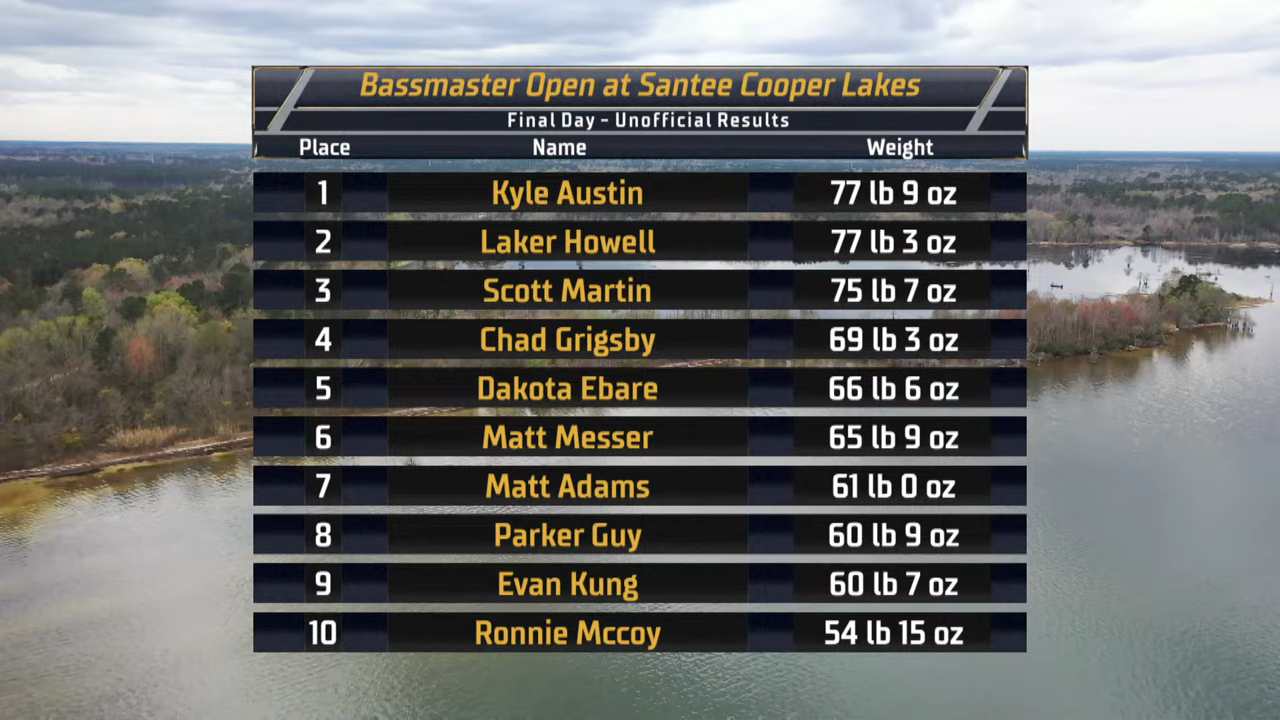 Bassmaster Open at Santee Cooper Lakes
Final Day - Unofficial Results
Place Name Weight
1 Kyle Austin 77 lb 9 oz
2 Laker Howell 77 lb 3 oz
3 Scott Martin 75 lb 7 oz
4 Chad Grigsby 69 lb 3 oz
5 Dakota Ebare 66 lb 6 oz
6 Matt Messer 65 lb 9 oz
7 Matt Adams 61 lb 0 oz
8 Parker Guy 60 lb 9 oz
9 Evan Kung 60 lb 7 oz
10 Ronnie Mccoy 54 lb 15 oz